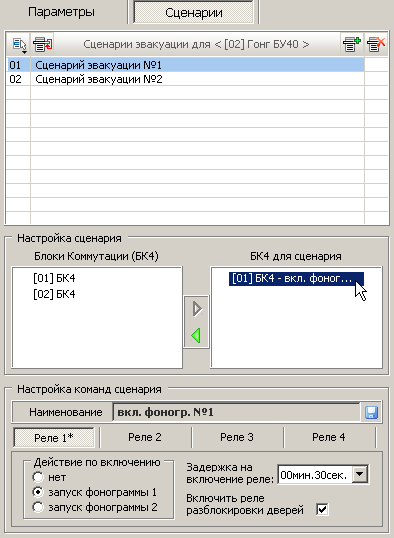 Параметры
Сценарии
Сценарии эвакуации для < [02] Гонг БУ40 >
01 Сценарий эвакуации №1
02 Сценарий эвакуации №2
Настройка сценария
Блоки Коммутации (БК4)
БК4 для сценария
[01] БК4
[02] БК4
[01] БК4 - вкл. фоног...
Настройка команд сценария
Наименование
вкл. фоногр. №1
Реле 1*
Реле 2
Реле 3
Реле 4
Действие по включению
нет
запуск фонограммы 1
запуск фонограммы 2
Задержка на
включение реле:
00мин.30сек.
Включить реле
разблокировки дверей